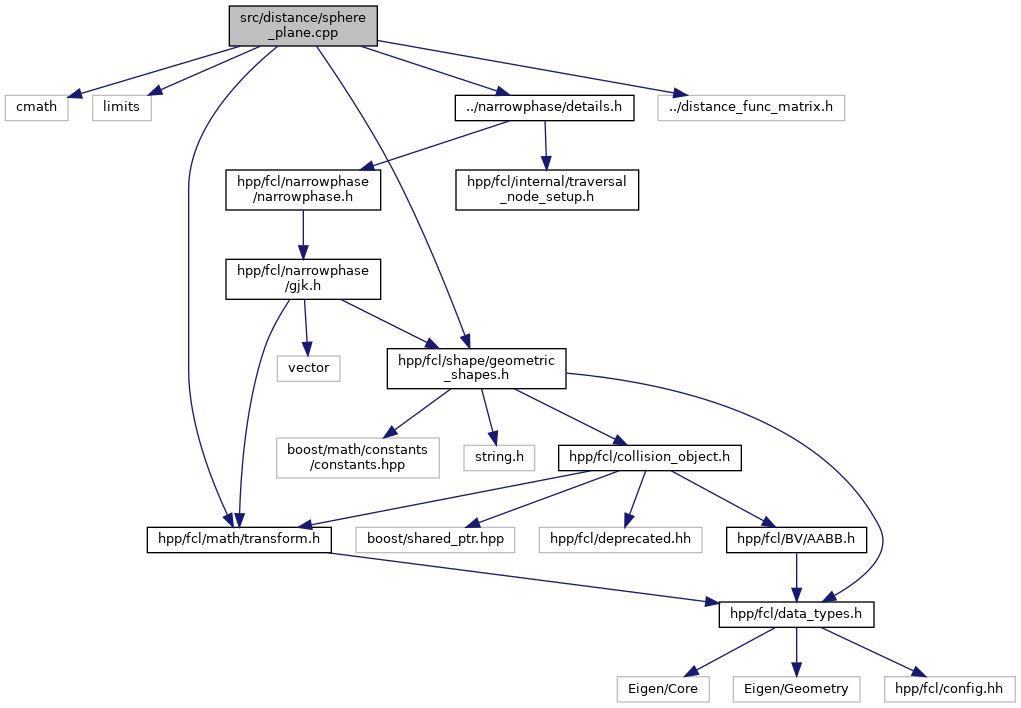 src/distance/sphere
_plane.cpp
cmath
limits
../narrowphase/details.h
../distance_func_matrix.h
hpp/fcl/narrowphase
/narrowphase.h
hpp/fcl/internal/traversal
_node_setup.h
hpp/fcl/narrowphase
/gjk.h
vector
hpp/fcl/shape/geometric
_shapes.h
boost/math/constants
/constants.hpp
string.h
hpp/fcl/collision_object.h
hpp/fcl/math/transform.h
boost/shared_ptr.hpp
hpp/fcl/deprecated.hh
hpp/fcl/BV/AABB.h
hpp/fcl/data_types.h
Eigen/Core
Eigen/Geometry
hpp/fcl/config.hh